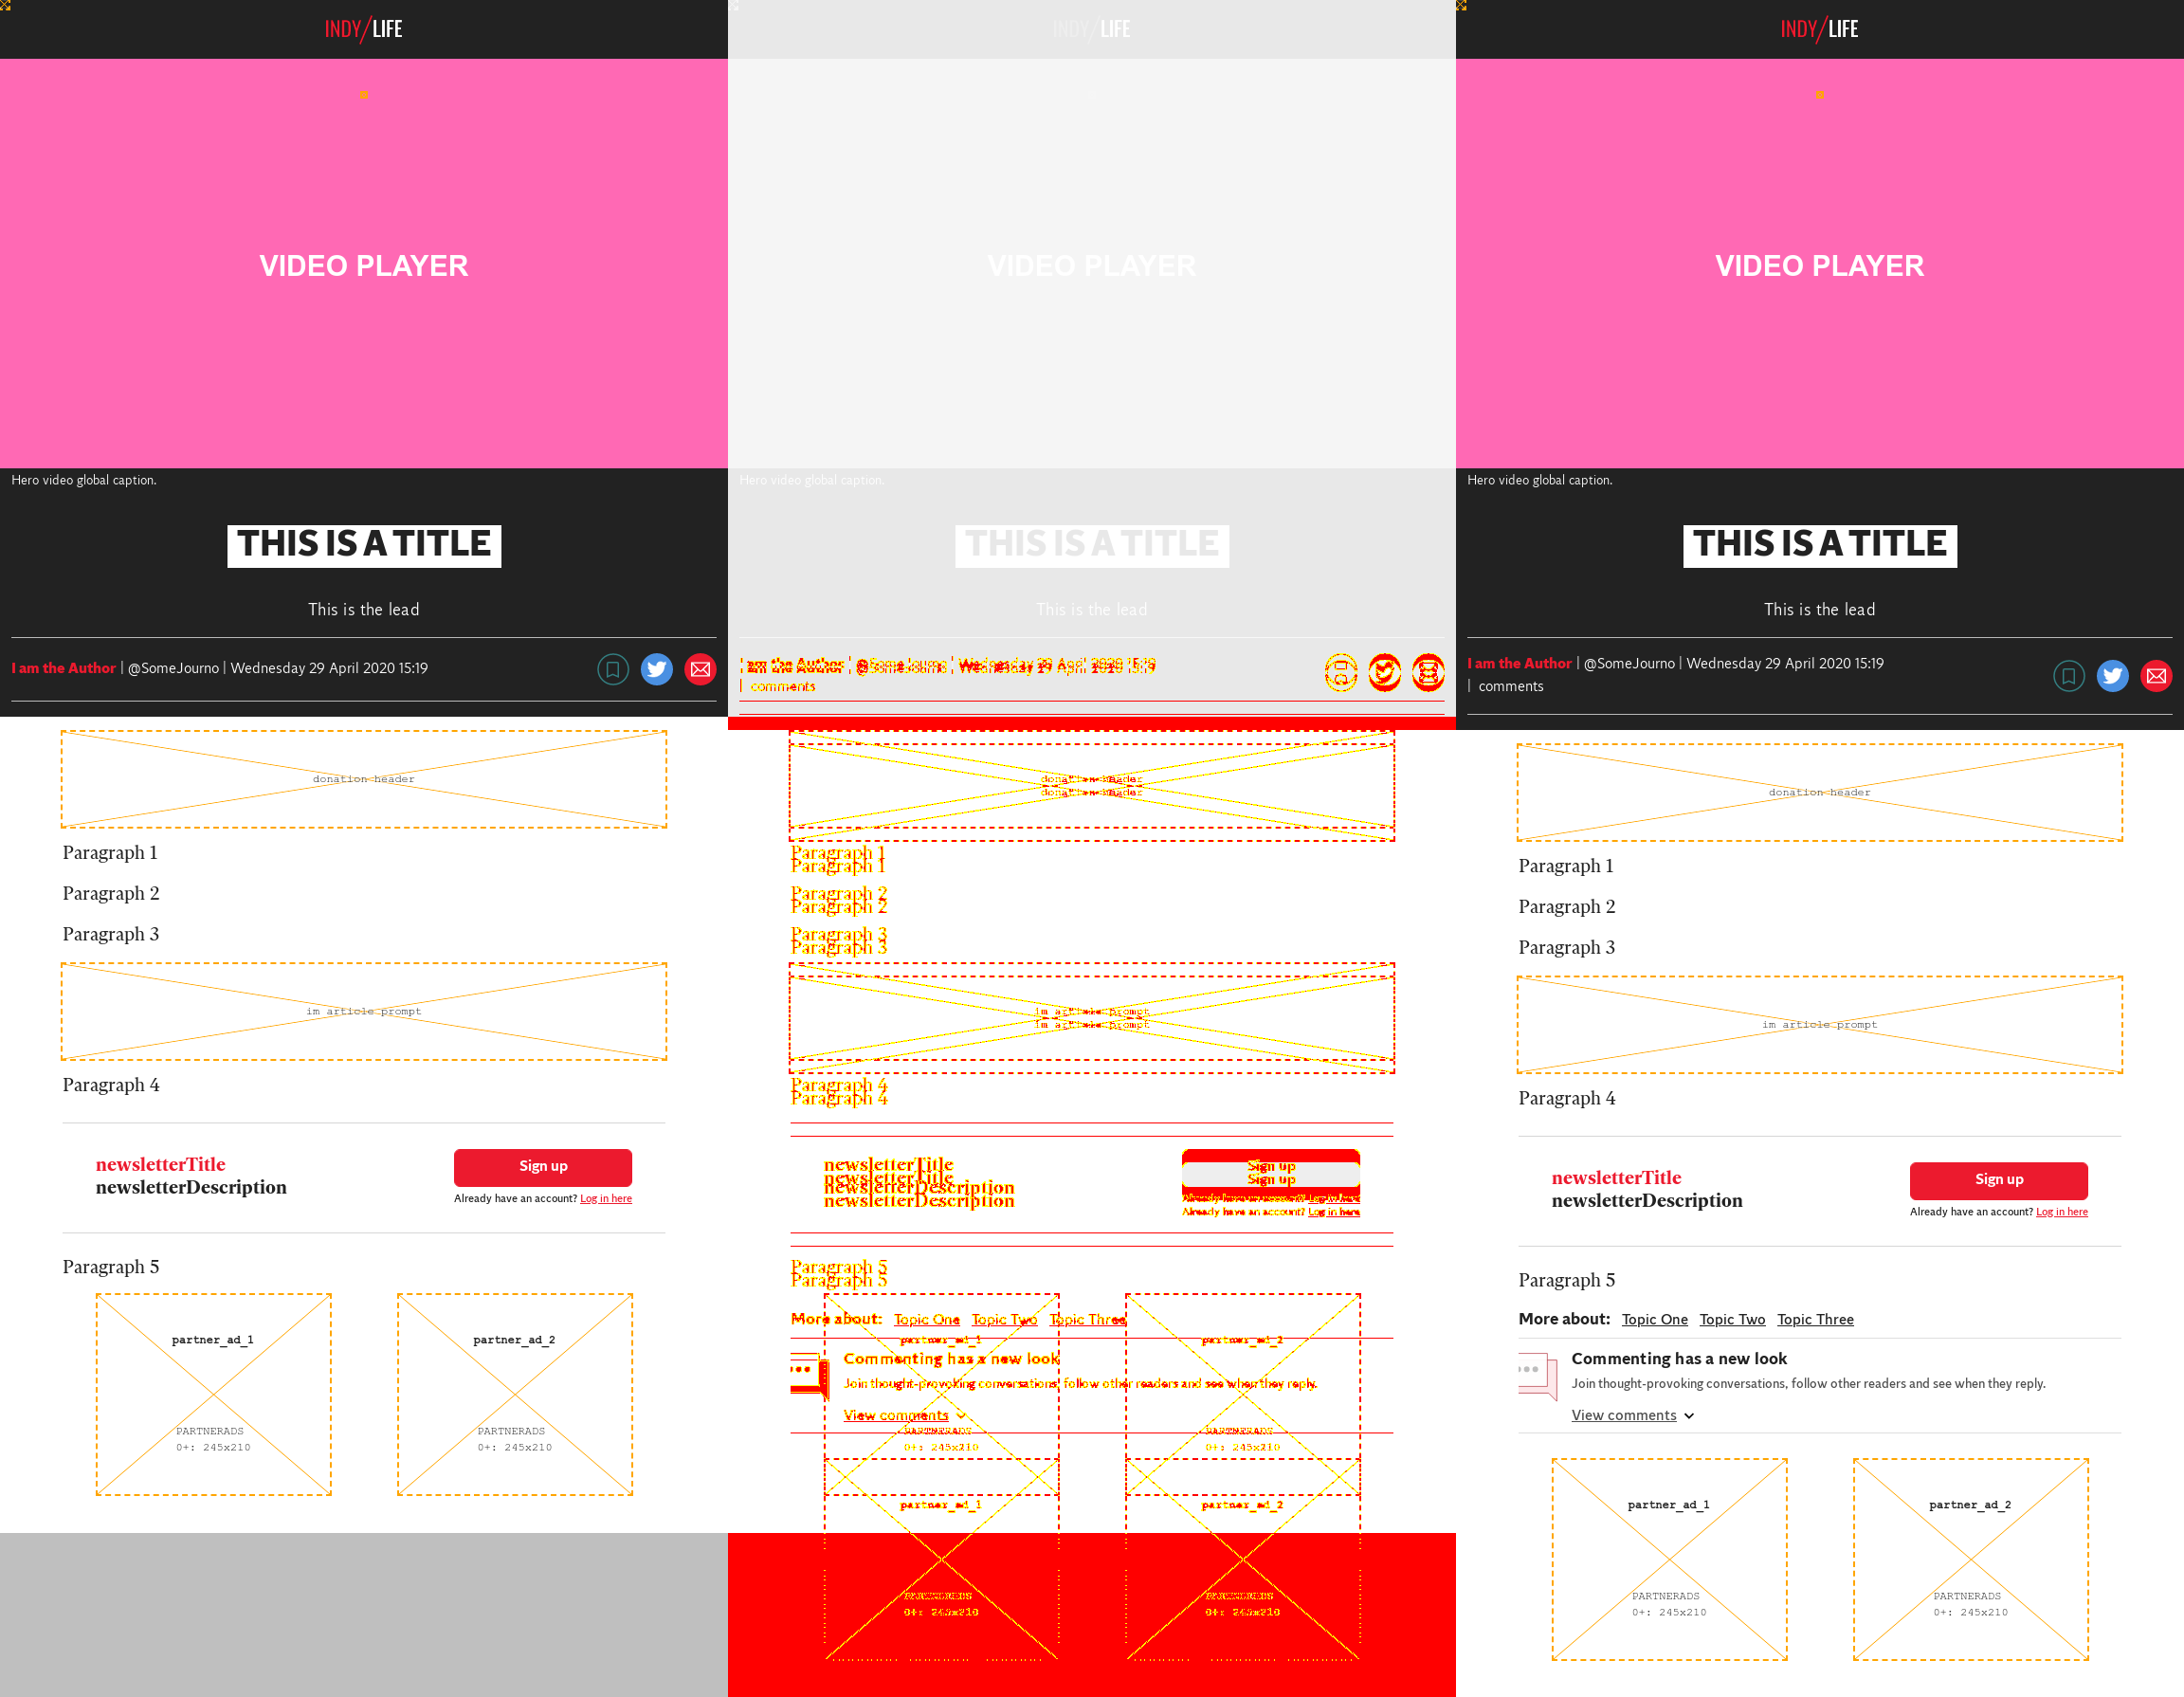 INDY/LIFE
VIDEO PLAYER
Hero video global caption.
THIS IS A TITLE
This is the lead
I am the Author | @SomeJourno | Wednesday 29 April 2020 15:19
donation header
Paragraph 1
Paragraph 2
Paragraph 3
im article prompt
Paragraph 4
newsletterTitle
newsletterDescription
Sign up
Already have an account? Log in here
Paragraph 5
partner_ad_1
PARTNERADS
0+: 245x210
partner_ad_2
PARTNERADS
0+: 245x210
INDY/LIFE
VIDEO PLAYER
Hero video global caption.
THIS IS A TITLE
This is the lead
I am the Author | @SomeJourno | Wednesday 29 April 2020 15:19
| comments
donation header
donation header
Paragraph 1
Paragraph 1
Paragraph 2
Paragraph 2
Paragraph 3
Paragraph 3
im article prompt
im article prompt
Paragraph 4
Paragraph 4
newsletterTitle
newsletterTitle
newsletterDescription
newsletterDescription
Sign up
Sign up
Already have an account? Log in here
Paragraph 5
Paragraph 5
More about: Topic One Topic Two Topic Three
partner_ad_1
partner_ad_2
Commenting has a new look
Join thought-provoking conversations, follow other readers and see when they reply.
View comments
PARTNERADS
0+: 245x210
PARTNERADS
0+: 245x210
partner_ad_1
partner_ad_2
PARTNERADS
0+: 245x210
PARTNERADS
0+: 245x210
INDY/LIFE
VIDEO PLAYER
Hero video global caption.
THIS IS A TITLE
This is the lead
I am the Author | @SomeJourno | Wednesday 29 April 2020 15:19
| comments
donation header
Paragraph 1
Paragraph 2
Paragraph 3
im article prompt
Paragraph 4
newsletterTitle
newsletterDescription
Sign up
Already have an account? Log in here
Paragraph 5
More about: Topic One Topic Two Topic Three
Commenting has a new look
Join thought-provoking conversations, follow other readers and see when they reply.
View comments
partner_ad_1
PARTNERADS
0+: 245x210
partner_ad_2
PARTNERADS
0+: 245x210